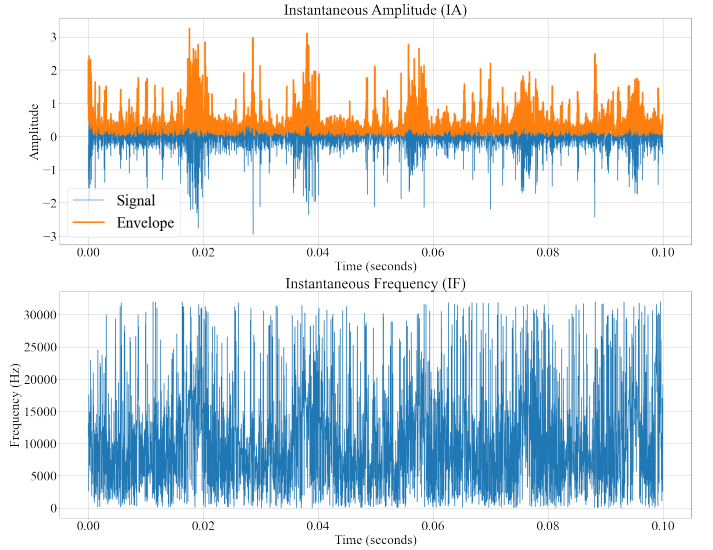 Instantaneous Amplitude (IA)
Amplitude
3
2
1
0
−1
−2
−3
Signal
Envelope
0.00 0.02 0.04 0.06 0.08 0.10
Time (seconds)
Instantaneous Frequency (IF)
Frequency (Hz)
30000
25000
20000
15000
10000
5000
0
0.00 0.02 0.04 0.06 0.08 0.10
Time (seconds)